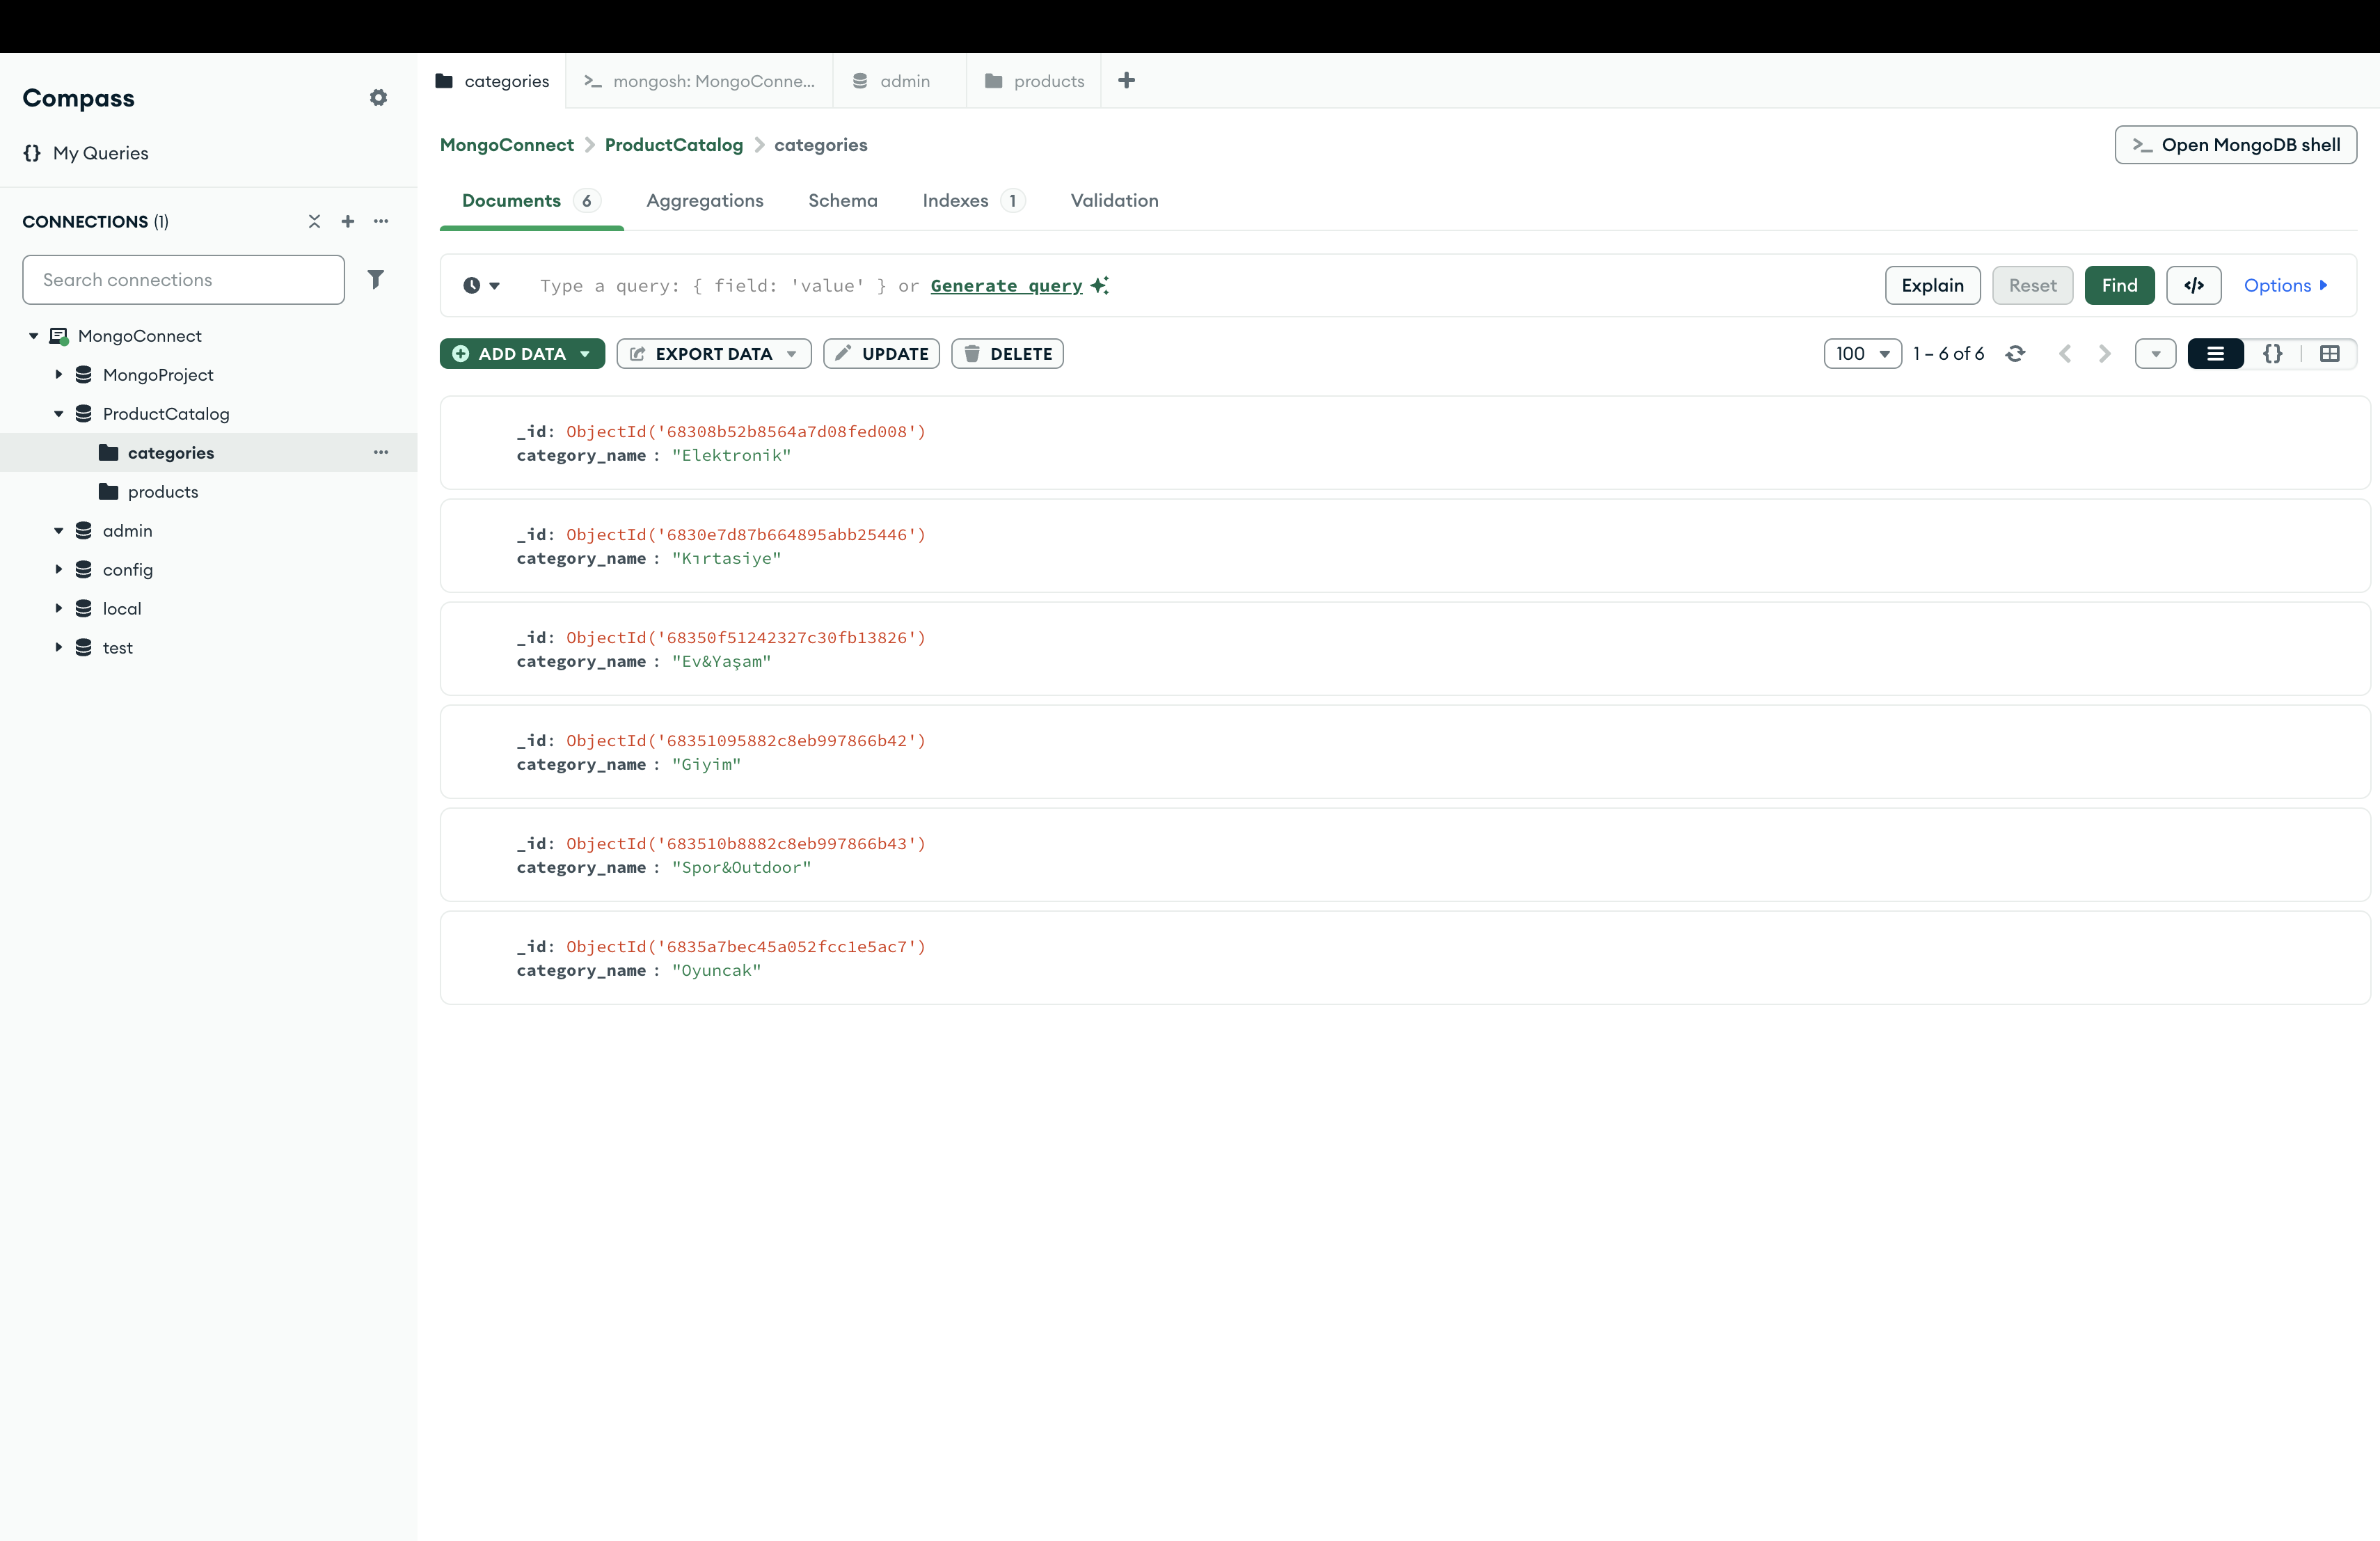 Compass
My Queries
CONNECTIONS (1)
Search connections
MongoConnect
MongoProject
ProductCatalog
categories
products
admin
config
local
test
categories
mongosh: MongoConne...
admin
products
MongoConnect > ProductCatalog > categories
>_ Open MongoDB shell
Documents 6
Aggregations
Schema
Indexes 1
Validation
Type a query: { field: 'value' } or Generate query
Explain
Reset
Find
</>
Options
ADD DATA
EXPORT DATA
UPDATE
DELETE
100
1 – 6 of 6
_id: ObjectId('68308b52b8564a7d08fed008')
category_name : "Elektronik"
_id: ObjectId('6830e7d87b664895abb25446')
category_name : "Kırtasiye"
_id: ObjectId('68350f51242327c30fb13826')
category_name : "Ev&Yaşam"
_id: ObjectId('68351095882c8eb997866b42')
category_name : "Giyim"
_id: ObjectId('683510b8882c8eb997866b43')
category_name : "Spor&Outdoor"
_id: ObjectId('6835a7bec45a052fcc1e5ac7')
category_name : "Oyuncak"